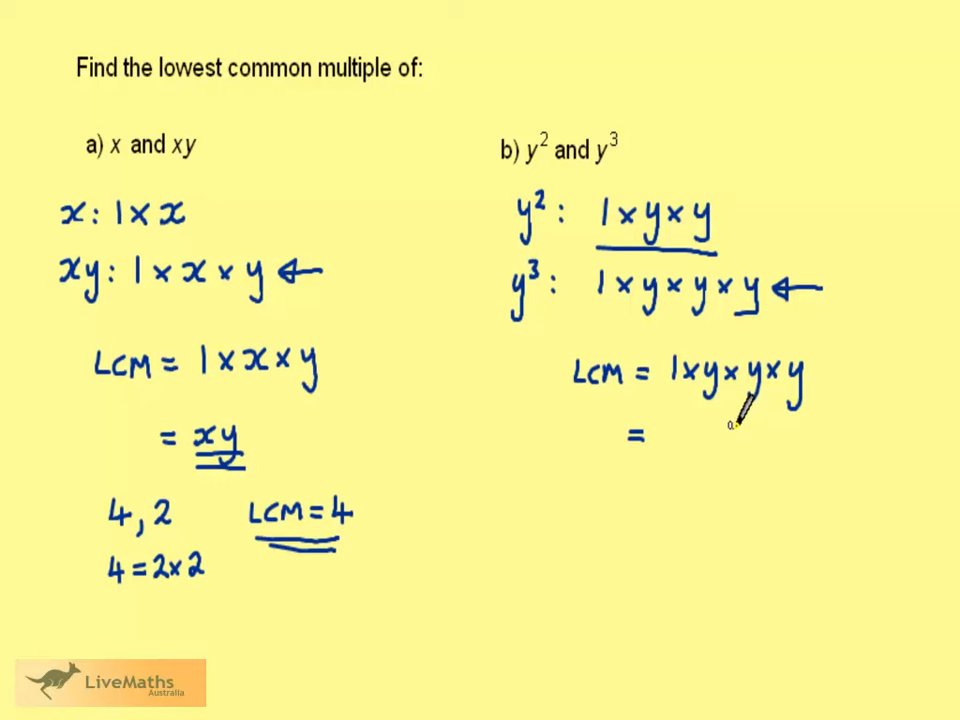 Find the lowest common multiple of:
a) x and xy
x: 1 × x
xy: 1 × x × y ←
LCM = 1 × x × y
= xy
4, 2 LCM = 4
4 = 2 × 2
b) y² and y³
y² : 1 × y × y
y³ : 1 × y × y × y ←
LCM = 1 × y × y × y
=
LiveMaths
Australia